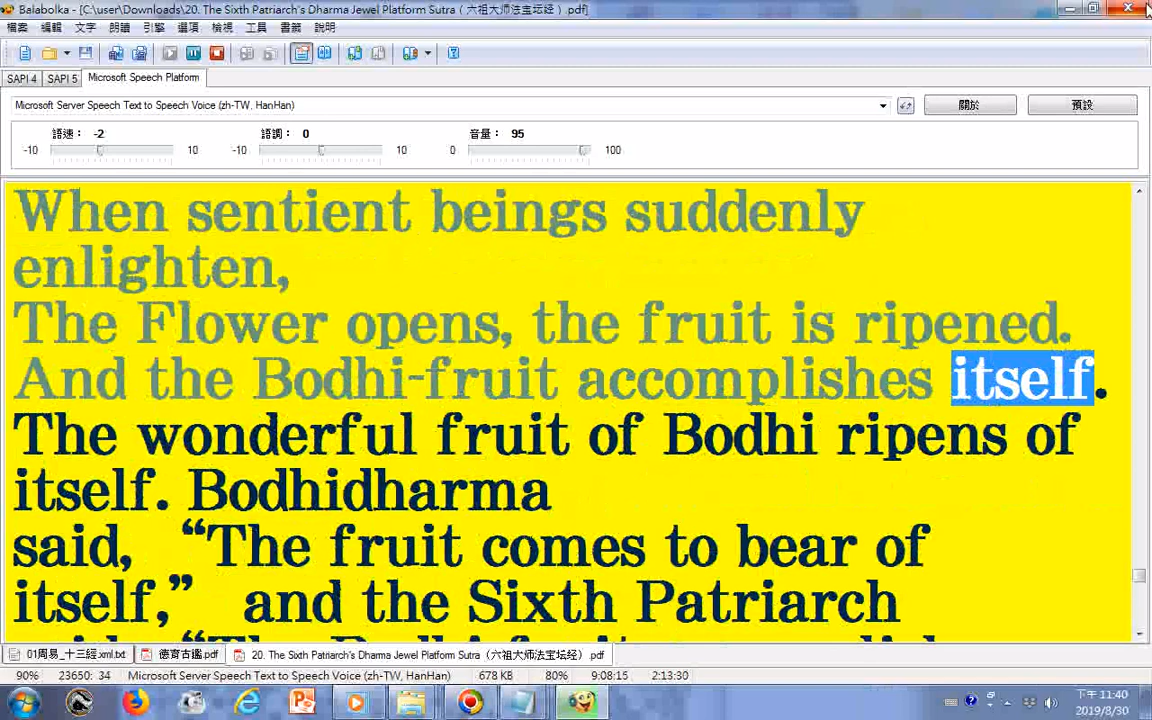 Balabolka - [C:\user\Downloads\20. The Sixth Patriarch's Dharma Jewel Platform Sutra（六祖大师法宝坛经）.pdf]
檔案 編輯 文字 朗讀 引擎 選項 檢視 工具 書籤 說明
SAPI 4 SAPI 5 Microsoft Speech Platform
Microsoft Server Speech Text to Speech Voice (zh-TW, HanHan) 關於 預設
語速： -2 語調： 0 音量： 95
-10 10 -10 10 0 100
When sentient beings suddenly
enlighten,
The Flower opens, the fruit is ripened.
And the Bodhi-fruit accomplishes itself.
The wonderful fruit of Bodhi ripens of
itself. Bodhidharma
said, “The fruit comes to bear of
itself,” and the Sixth Patriarch
01周易_十三經.xml.txt 德育古鑑.pdf 20. The Sixth Patriarch's Dharma Jewel Platform Sutra（六祖大师法宝坛经）.pdf
90% 23650: 34 Microsoft Server Speech Text to Speech Voice (zh-TW, HanHan) 678 KB 80% 9:08:15 2:13:30
下午 11:40
2019/8/30